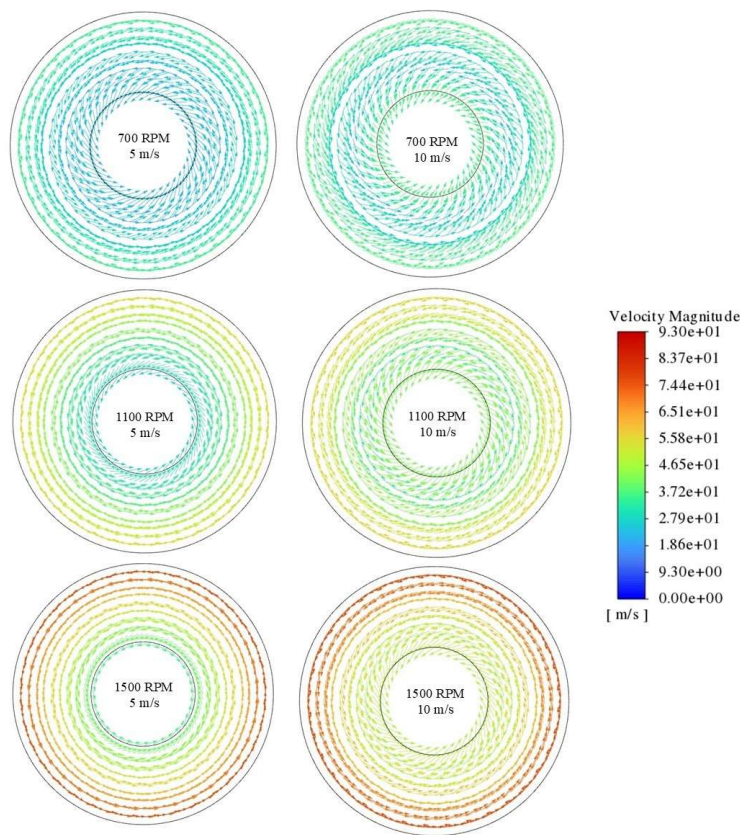 700 RPM
5 m/s
700 RPM
10 m/s
1100 RPM
5 m/s
1100 RPM
10 m/s
1500 RPM
5 m/s
1500 RPM
10 m/s
Velocity Magnitude
9.30e+01
8.37e+01
7.44e+01
6.51e+01
5.58e+01
4.65e+01
3.72e+01
2.79e+01
1.86e+01
9.30e+00
0.00e+00
[ m/s ]